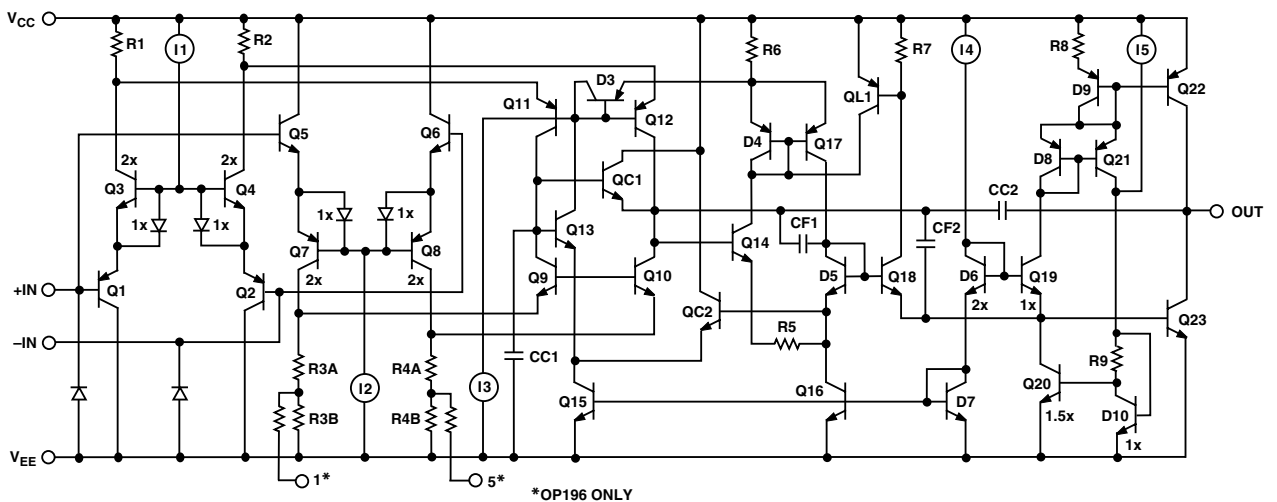 V_CC
R1
I1
R2
R6
R7
I4
R8
I5
D3
Q11
Q12
QL1
D9
Q22
Q5
Q6
D4
Q17
D8
Q21
2x
2x
Q3
Q4
1x
1x
1x
1x
QC1
CC2
OUT
Q7
Q8
2x
2x
Q13
CF1
CF2
Q14
+IN
Q1
Q2
Q9
Q10
D5
Q18
D6
Q19
2x
1x
QC2
Q23
–IN
R5
CC1
R3A
R4A
R9
I2
I3
Q15
Q16
D7
Q20
R3B
R4B
1.5x
D10
1x
V_EE
1*
5*
*OP196 ONLY